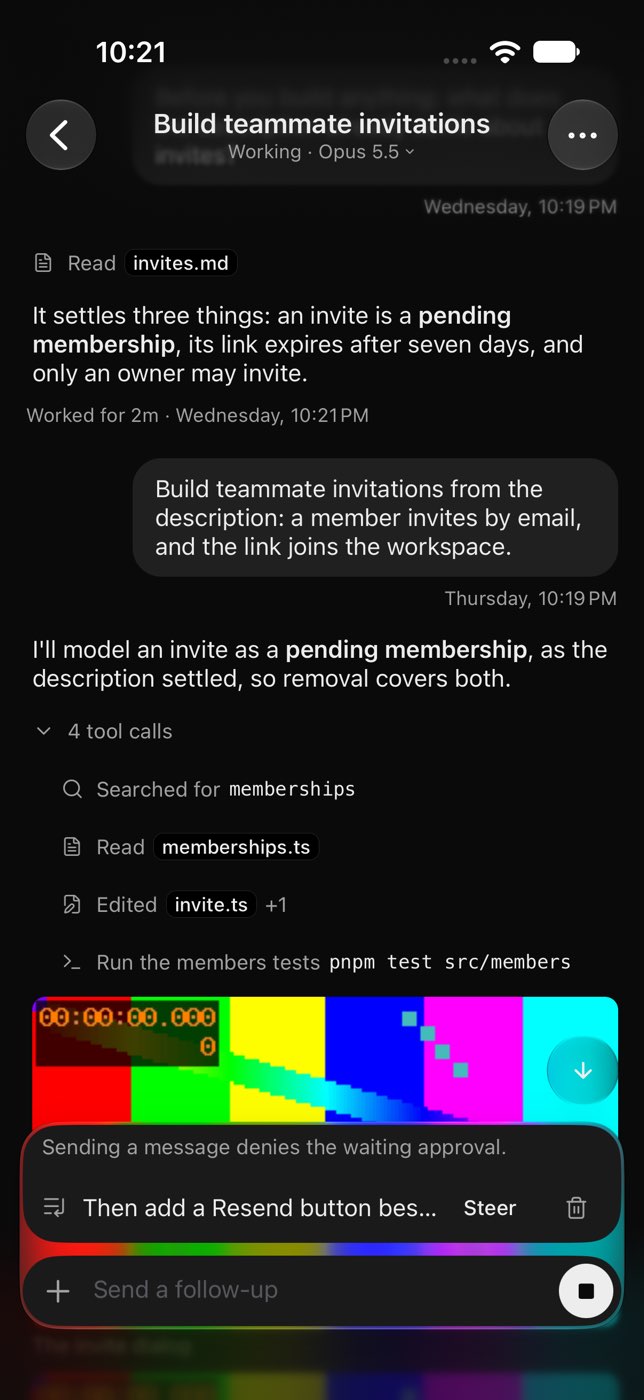 10:21
Build teammate invitations
Working · Opus 5.5
Wednesday, 10:19 PM
Read invites.md
It settles three things: an invite is a pending
membership, its link expires after seven days, and
only an owner may invite.
Worked for 2m · Wednesday, 10:21 PM
Build teammate invitations from the
description: a member invites by email,
and the link joins the workspace.
Thursday, 10:19 PM
I'll model an invite as a pending membership, as the
description settled, so removal covers both.
4 tool calls
Searched for memberships
Read memberships.ts
Edited invite.ts +1
Run the members tests pnpm test src/members
00:00:00.000
0
Sending a message denies the waiting approval.
Then add a Resend button bes... Steer
Send a follow-up
The invite dialog